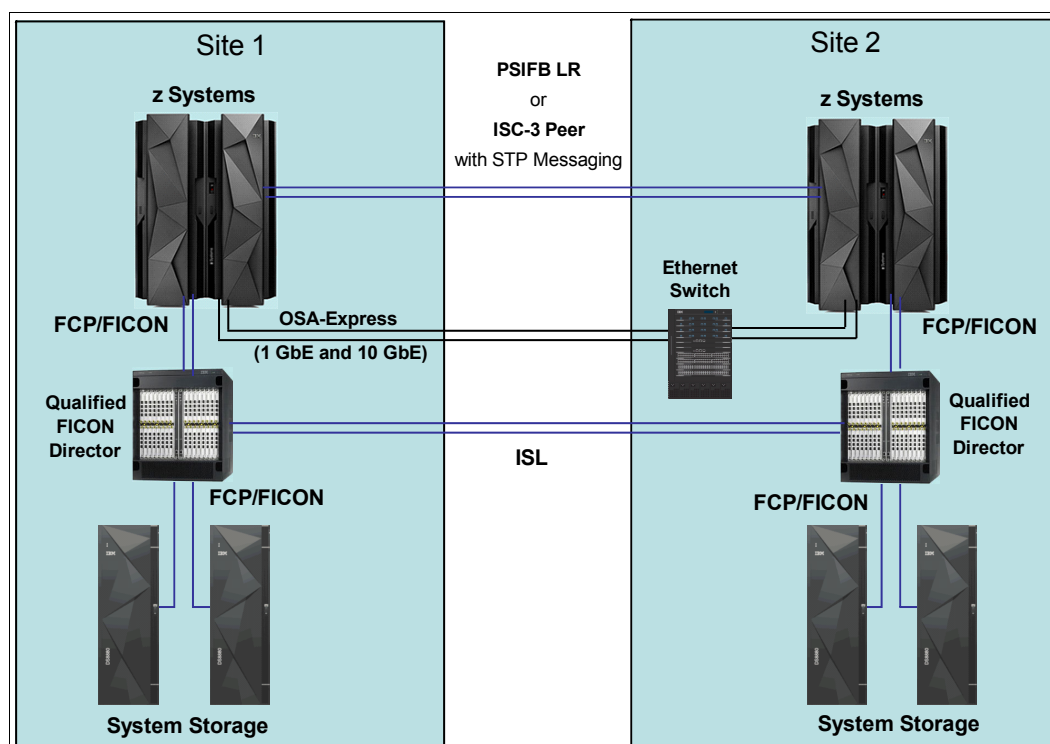 Site 1
z Systems
FCP/FICON
OSA-Express
(1 GbE and 10 GbE)
Qualified
FICON
Director
FCP/FICON
System Storage
PSIFB LR
or
ISC-3 Peer
with STP Messaging
ISL
Site 2
z Systems
Ethernet
Switch
FCP/FICON
Qualified
FICON
Director
FCP/FICON
System Storage